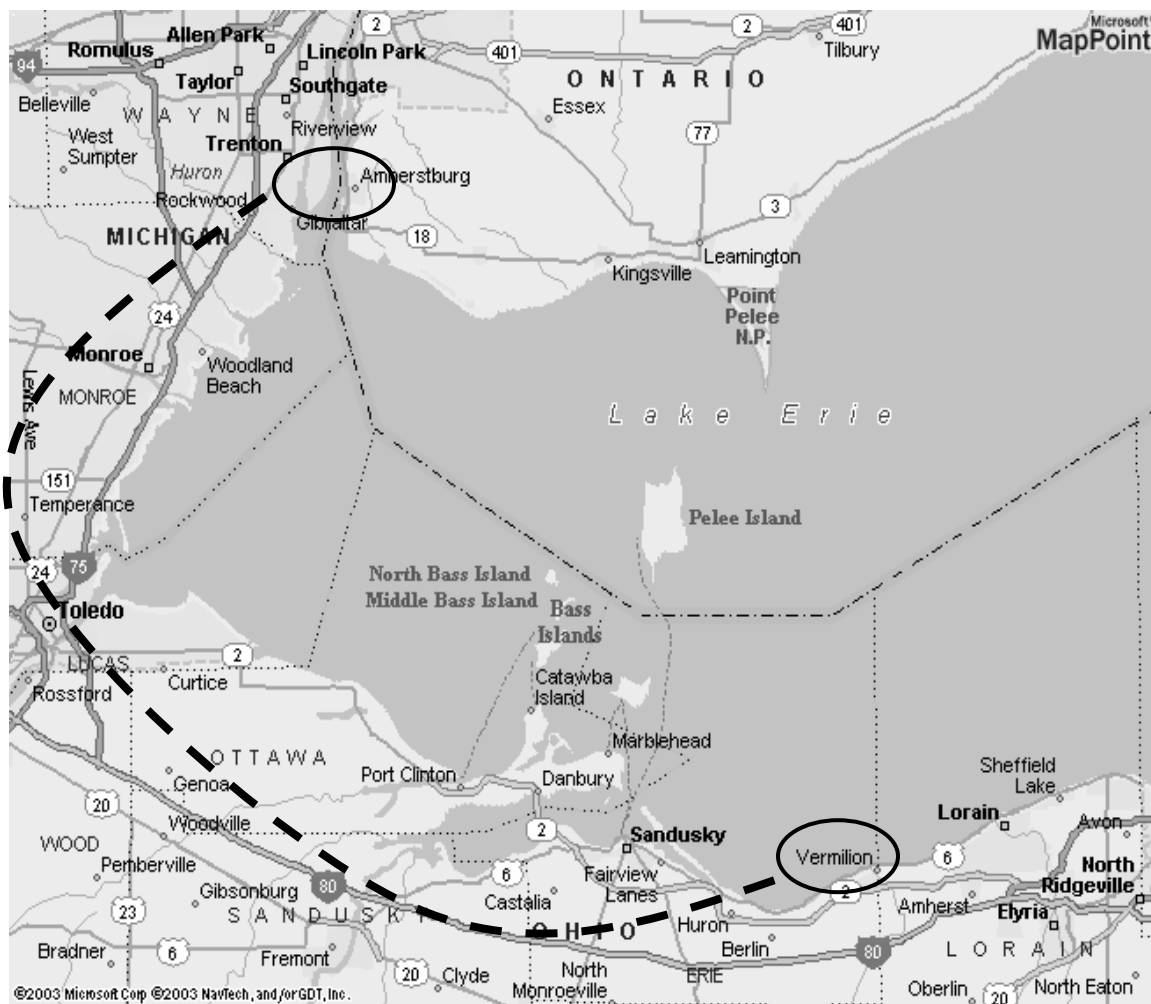 Microsoft®
MapPoint
2
401
401
2
Tilbury
Allen Park
Romulus
Lincoln Park
94
Taylor
Southgate
ONTARIO
Belleville
WAYNE
Riverview
Essex
77
West
Sumpter
Trenton
Huron
Amherstburg
Rockwood
Gibraltar
3
MICHIGAN
18
Leamington
Kingsville
Point
Pelee
N.P.
24
Monroe
Woodland
Beach
Lewis Ave
MONROE
Lake Erie
151
Temperance
Pelee Island
75
24
North Bass Island
Middle Bass Island
Bass
Islands
Toledo
2
LUCAS
Curtice
Rossford
Catawba
Island
Marblehead
OTTAWA
Genoa
Port Clinton
Danbury
Sheffield
Lake
20
Woodville
2
Sandusky
Lorain
Avon
WOOD
Pemberville
Vermilion
6
6
Fairview
Lanes
North
Ridgeville
80
Gibsonburg
Castalia
2
Amherst
23
SANDUSKY
OHIO
Huron
Elyria
Bradner
6
Fremont
Berlin
80
LORAIN
20
Clyde
North
Monroeville
ERIE
Oberlin
20
North Eaton
©2003 Microsoft Corp ©2003 NavTech, and/or GDT, Inc.